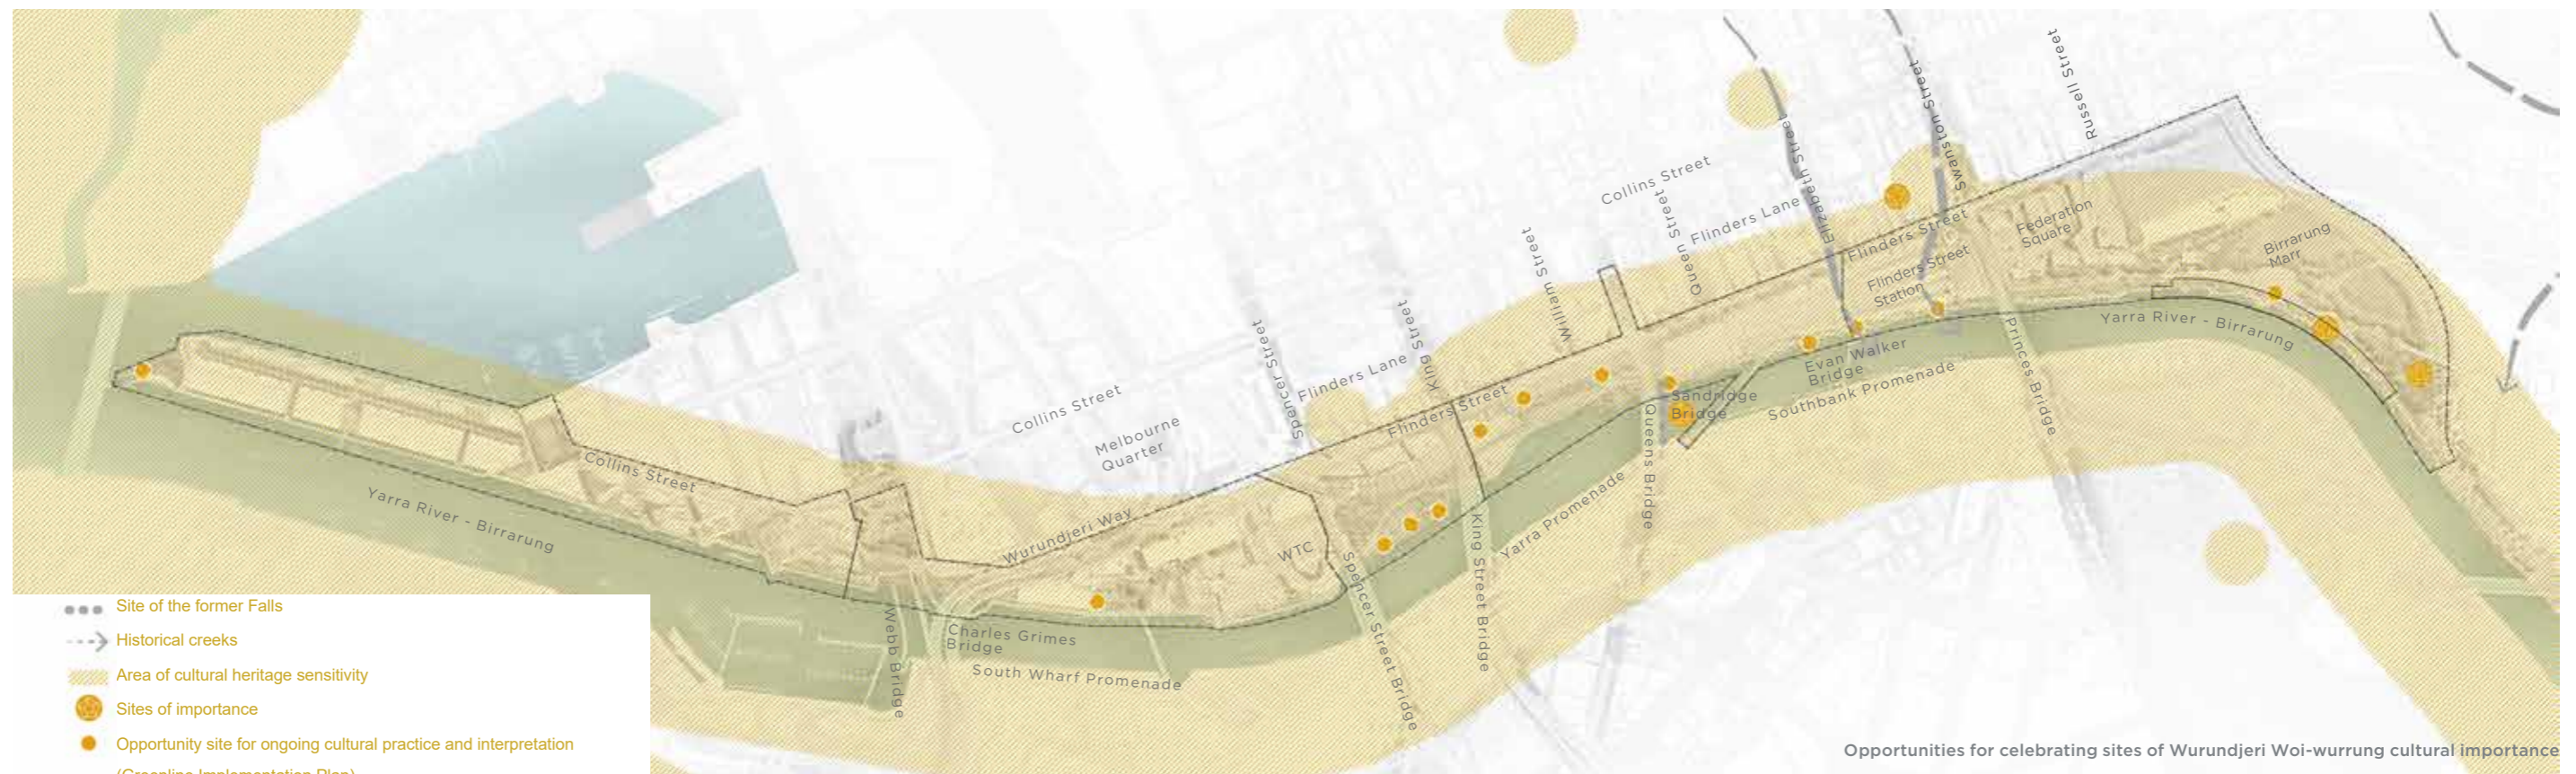 Russell Street
Swanston Street
Elizabeth Street
Collins Street
Queen Street
Flinders Lane
William Street
Flinders Street
Flinders Street
Station
Federation
Square
Birrarung
Marr
Yarra River - Birrarung
Princes Bridge
Evan Walker
Bridge
Southbank Promenade
Sandridge
Bridge
Queens Bridge
King Street
Flinders Lane
Flinders Street
Spencer Street
Collins Street
Melbourne
Quarter
Wurundjeri Way
WTC
Yarra Promenade
King Street Bridge
Spencer Street Bridge
Collins Street
Yarra River - Birrarung
Webb Bridge
Charles Grimes
Bridge
South Wharf Promenade
Site of the former Falls
Historical creeks
Area of cultural heritage sensitivity
Sites of importance
Opportunity site for ongoing cultural practice and interpretation
(Greenline Implementation Plan)
Opportunities for celebrating sites of Wurundjeri Woi-wurrung cultural importance